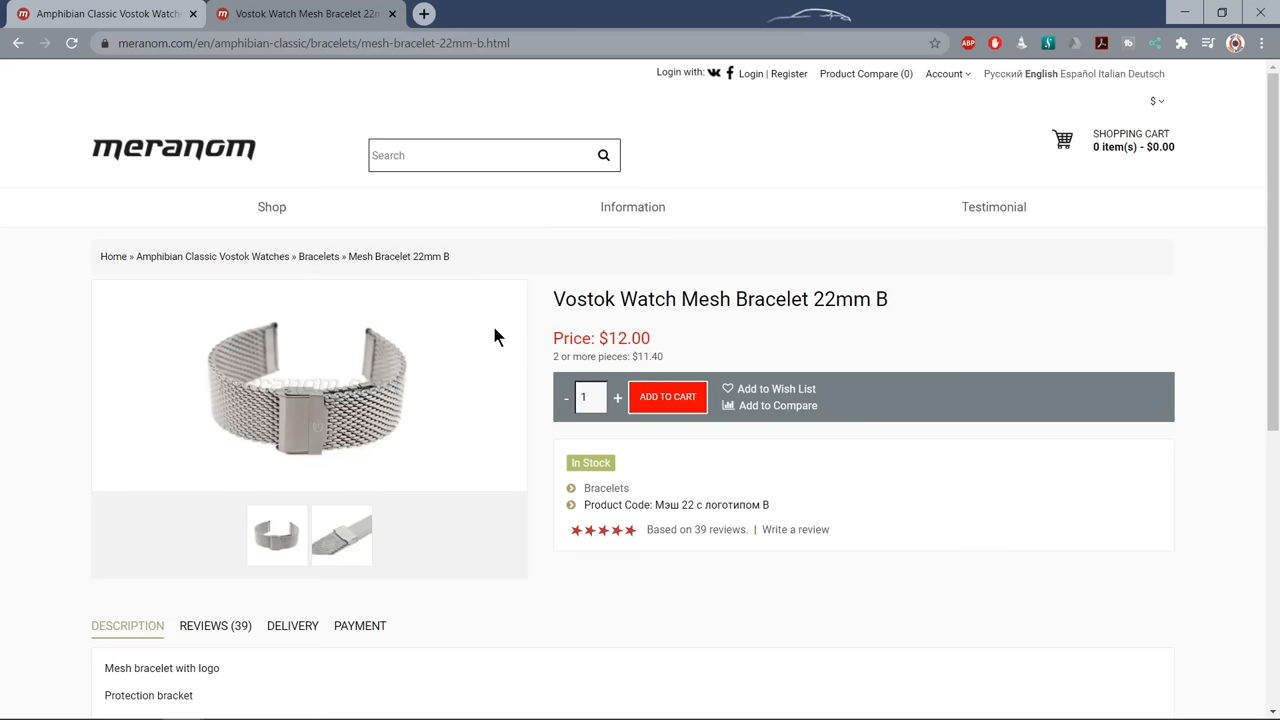 Amphibian Classic Vostok Watch
Vostok Watch Mesh Bracelet 22m
meranom.com/en/amphibian-classic/bracelets/mesh-bracelet-22mm-b.html
ABP
Login with: Login | Register Product Compare (0) Account Русский English Español Italian Deutsch
$
meranom
Search
SHOPPING CART
0 item(s) - $0.00
Shop Information Testimonial
Home » Amphibian Classic Vostok Watches » Bracelets » Mesh Bracelet 22mm B
Vostok Watch Mesh Bracelet 22mm B
Price: $12.00
2 or more pieces: $11.40
- 1 + ADD TO CART
Add to Wish List
Add to Compare
In Stock
Bracelets
Product Code: Мэш 22 с логотипом B
Based on 39 reviews. | Write a review
DESCRIPTION REVIEWS (39) DELIVERY PAYMENT
Mesh bracelet with logo
Protection bracket